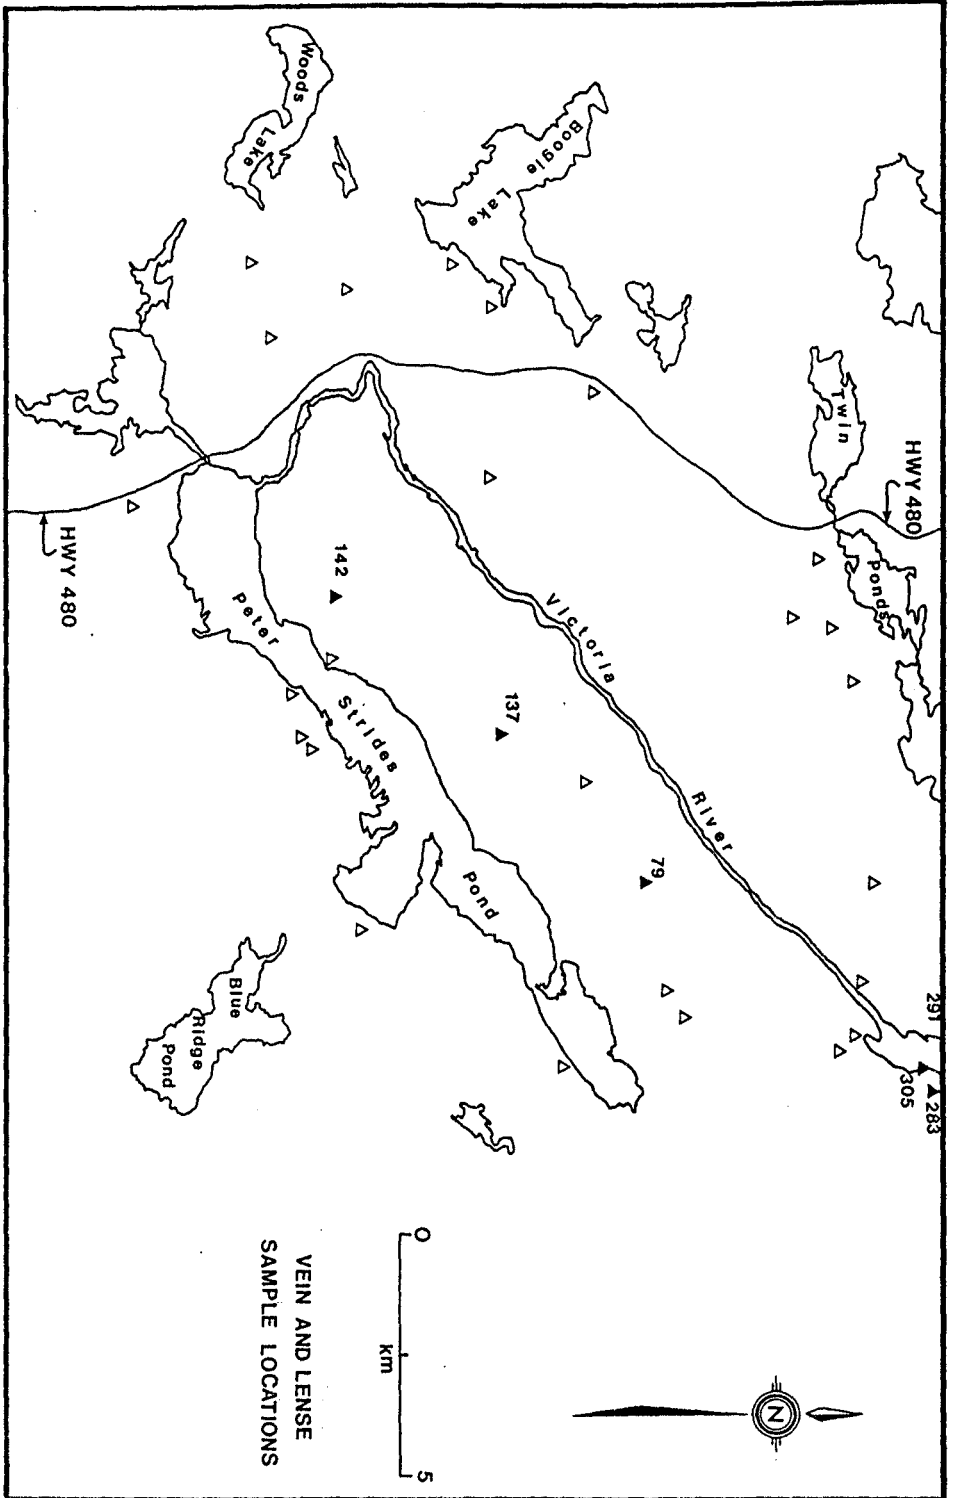 Woods
Lake
Boogie
Lake
Twin
Ponds
HWY 480
HWY 480
Victoria
River
142
137
79
291
305
283
Peter
Strides
Pond
Blue
Ridge
Pond
0
km
5
VEIN AND LENSE
SAMPLE LOCATIONS
N